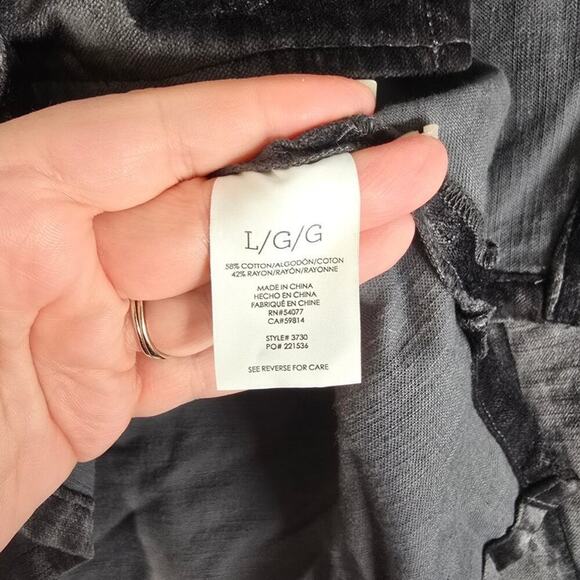 L/G/G
58% COTTON/ALGODÓN/COTON
42% RAYON/RAYÓN/RAYONNE
MADE IN CHINA
HECHO EN CHINA
FABRIQUÉ EN CHINE
RN#54077
CA#59814
STYLE# 3730
PO# 221536
SEE REVERSE FOR CARE